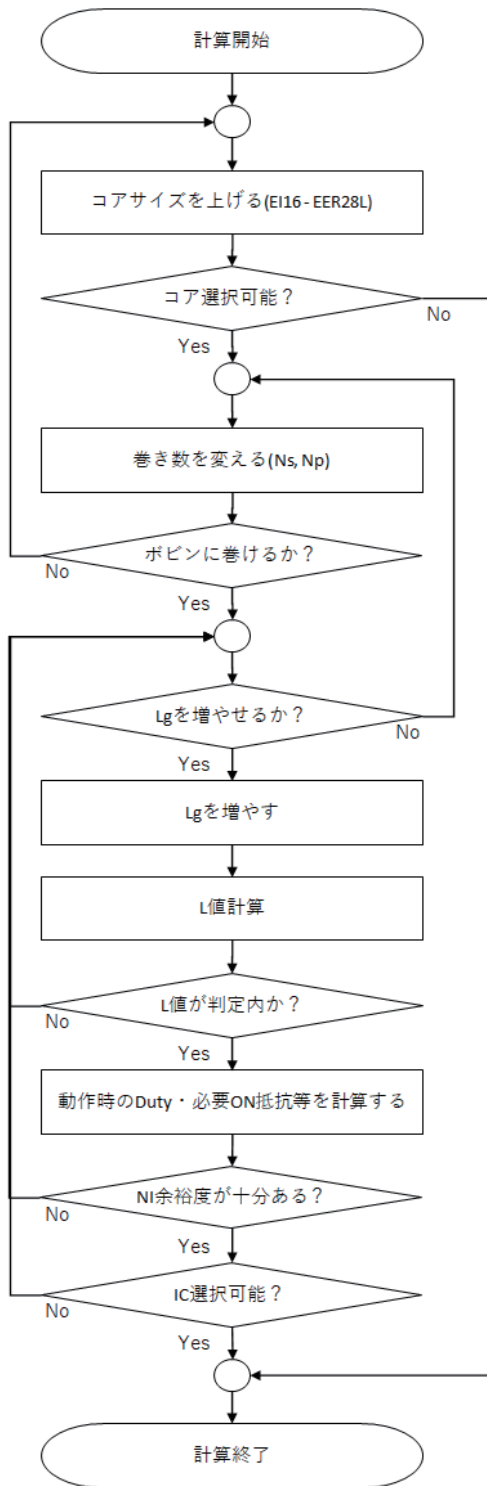 計算開始
コアサイズを上げる(EI16 - EER28L)
コア選択可能？
No
Yes
巻き数を変える(Ns, Np)
ボビンに巻けるか？
No
Yes
Lgを増やせるか？
No
Yes
Lgを増やす
L値計算
L値が判定内か？
No
Yes
動作時のDuty・必要ON抵抗等を計算する
NI余裕度が十分ある？
No
Yes
IC選択可能？
No
Yes
計算終了